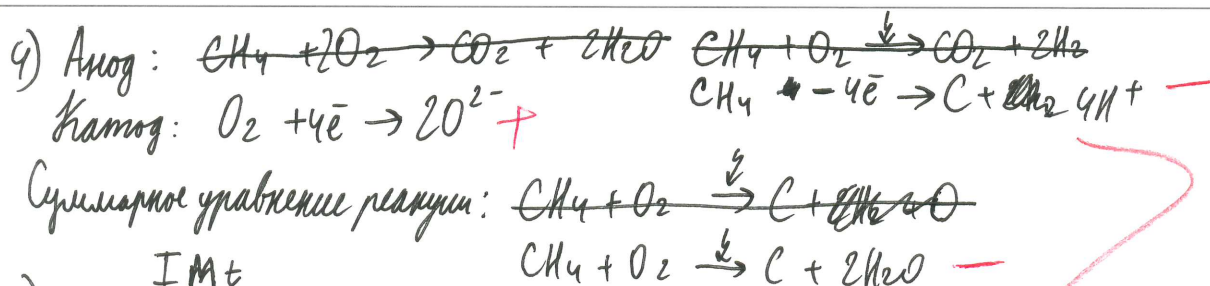 4) Анод: CH4 + 2O2 → CO2 + 2H2O CH4 + O2 → CO2 + 2H2
CH4 - 4ē → C + 4H+ —
Катод: O2 + 4ē → 2O2- +
Суммарное уравнение реакции: CH4 + O2 → C +
CH4 + O2 → C + 2H2O —
I M t